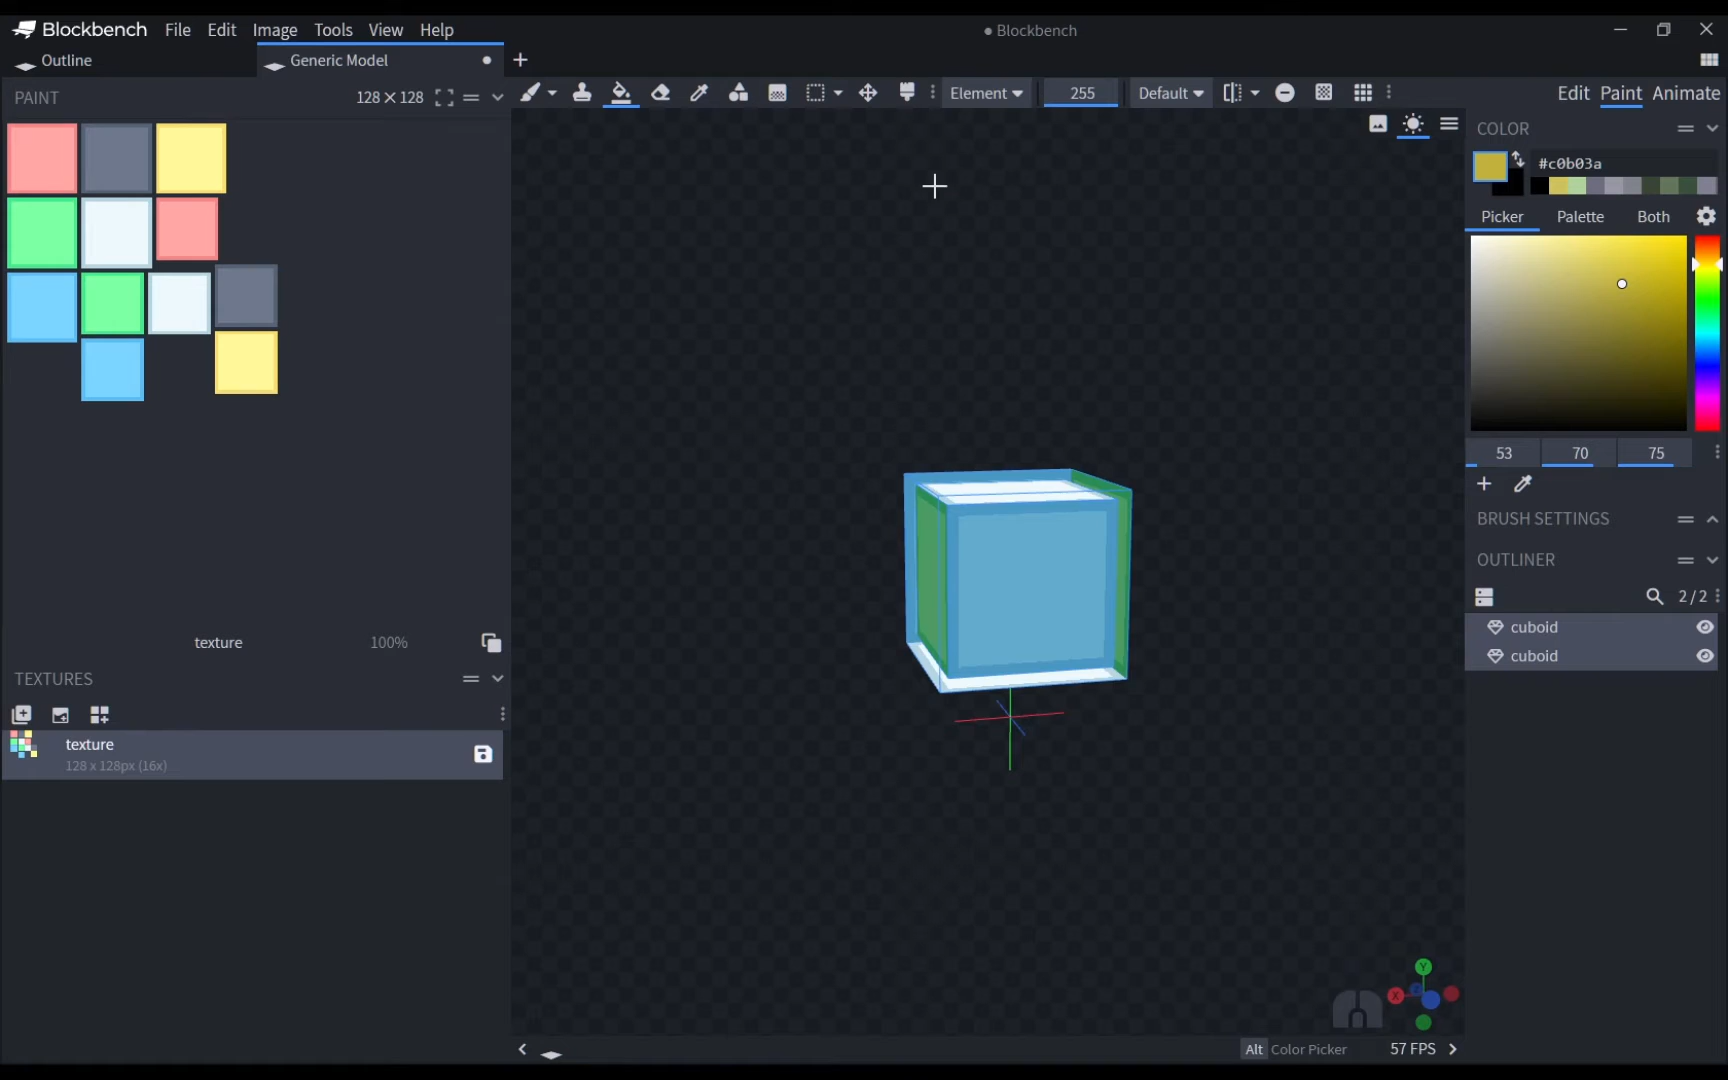 Blockbench File Edit Image Tools View Help
Blockbench
Outline
Generic Model
PAINT
128 × 128
Element
255
Default
Edit Paint Animate
COLOR
#c0b03a
Picker Palette Both
53 70 75
BRUSH SETTINGS
OUTLINER
2 / 2
cuboid
cuboid
texture
100%
TEXTURES
texture
128 x 128px (16x)
Y
X
Z
Alt Color Picker
57 FPS